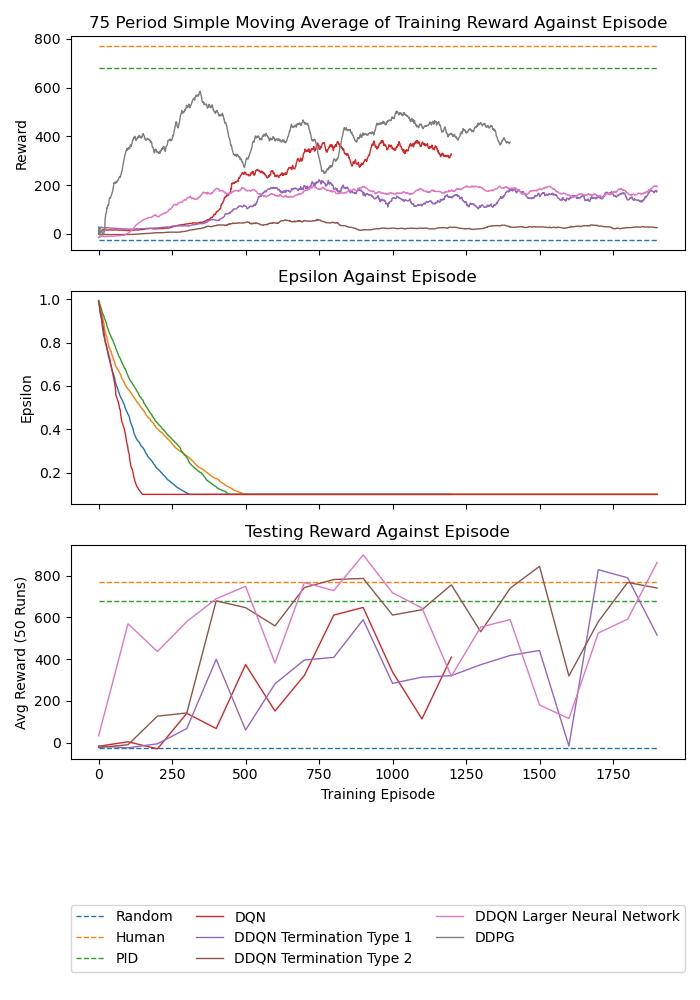 75 Period Simple Moving Average of Training Reward Against Episode
800
600
400
200
0
Reward
Epsilon Against Episode
1.0
0.8
0.6
0.4
0.2
Epsilon
Testing Reward Against Episode
800
600
400
200
0
Avg Reward (50 Runs)
0 250 500 750 1000 1250 1500 1750
Training Episode
Random
Human
PID
DQN
DDQN Termination Type 1
DDQN Termination Type 2
DDQN Larger Neural Network
DDPG